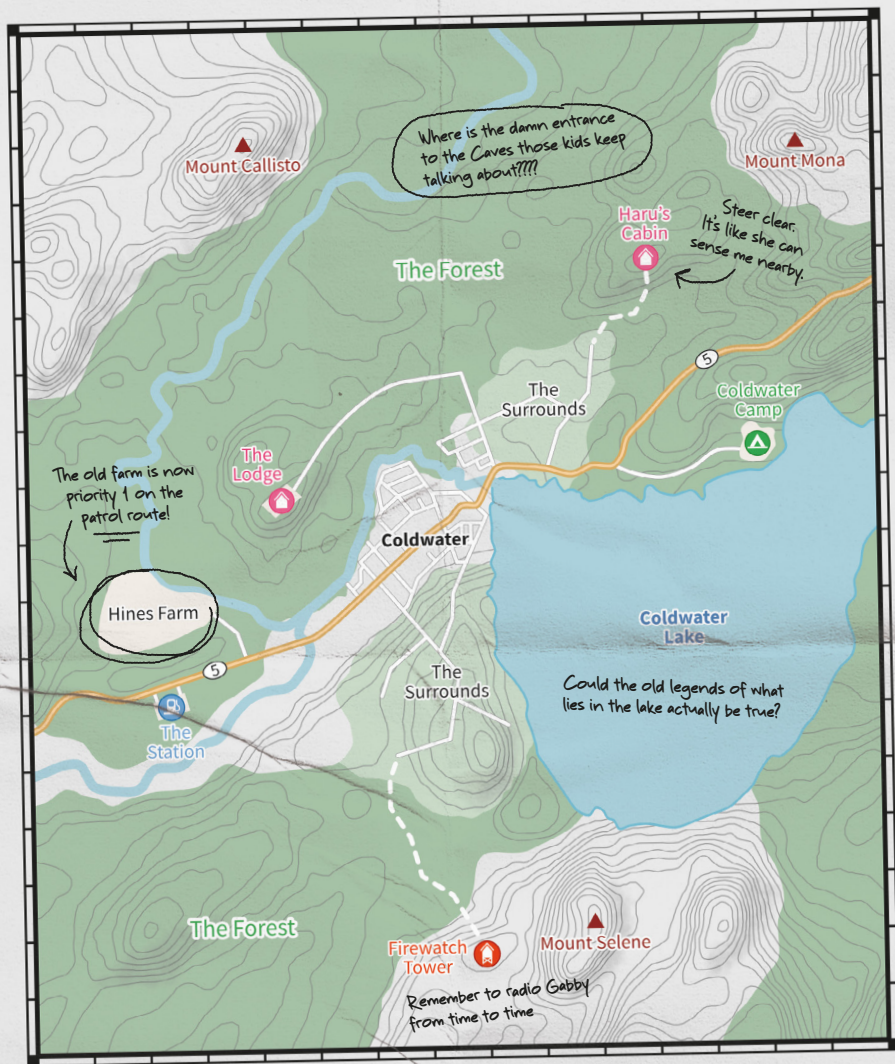 Where is the damn entrance
to the Caves those kids keep
talking about????
Mount Callisto
Mount Mona
Haru's
Cabin
Steer clear.
It's like she can
sense me nearby.
The Forest
5
The
Surrounds
Coldwater
Camp
The
Lodge
The old farm is now
priority 1 on the
patrol route!
Coldwater
Hines Farm
Coldwater
Lake
5
The
Surrounds
Could the old legends of what
lies in the lake actually be true?
The
Station
The Forest
Firewatch
Tower
Mount Selene
Remember to radio Gabby
from time to time